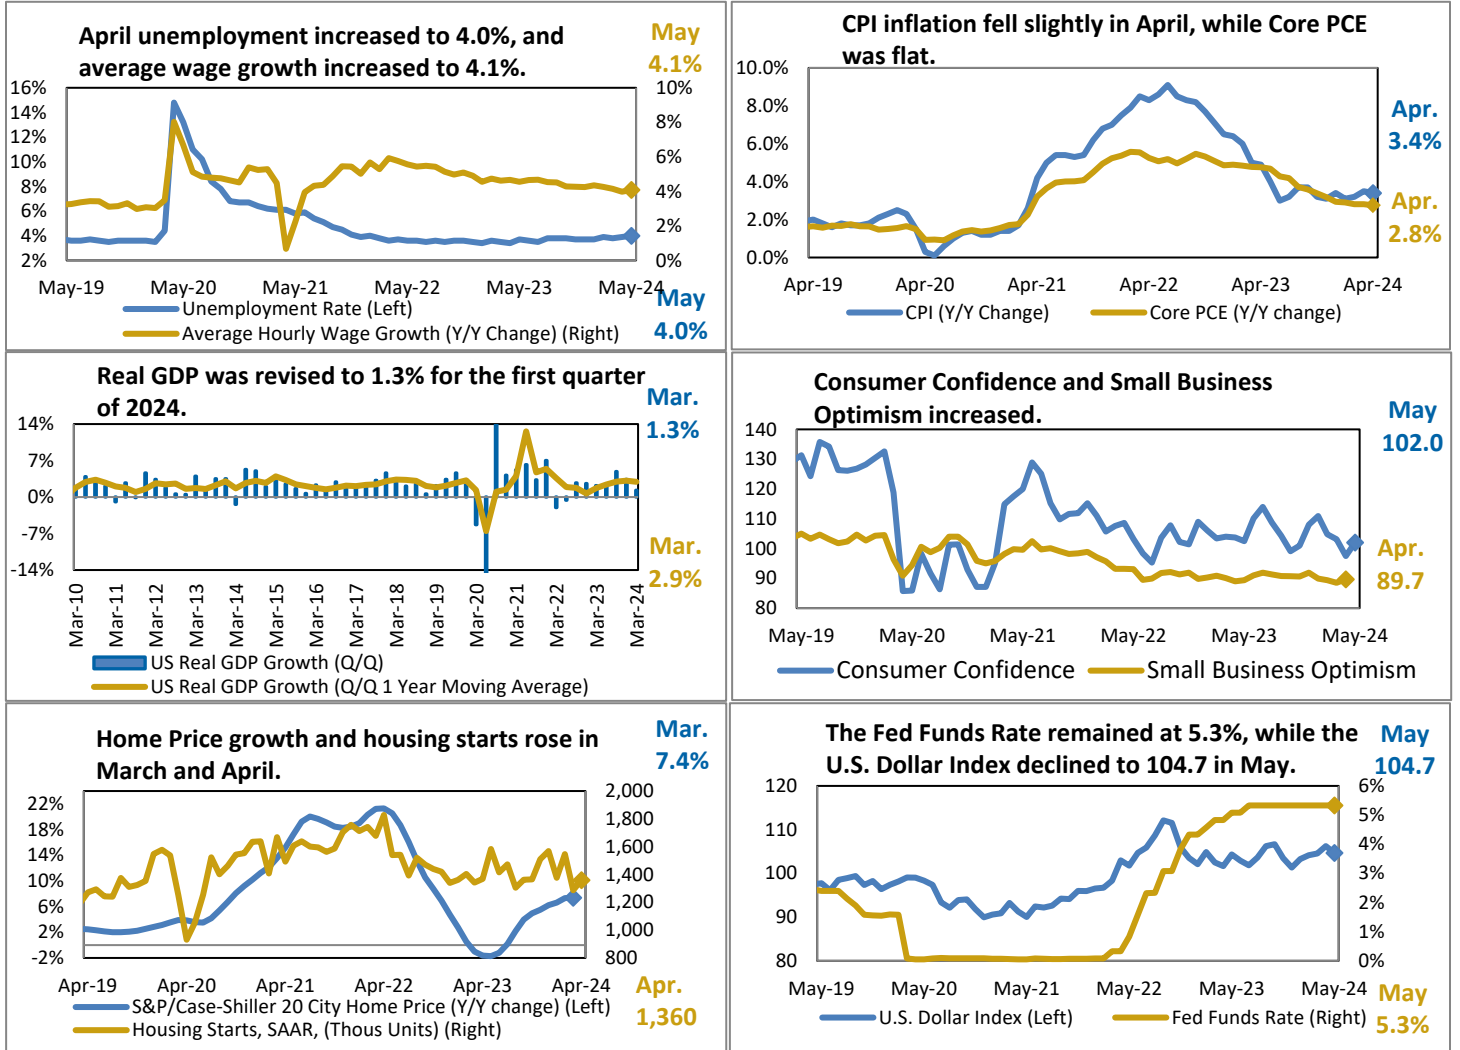 April unemployment increased to 4.0%, and
average wage growth increased to 4.1%.
May
4.1%
16%
14%
12%
10%
8%
6%
4%
2%
10%
8%
6%
4%
2%
0%
May-19
May-20
May-21
May-22
May-23
May-24
Unemployment Rate (Left)
Average Hourly Wage Growth (Y/Y Change) (Right)
May
4.0%
CPI inflation fell slightly in April, while Core PCE
was flat.
10.0%
8.0%
6.0%
4.0%
2.0%
0.0%
Apr.
3.4%
Apr.
2.8%
Apr-19
Apr-20
Apr-21
Apr-22
Apr-23
Apr-24
CPI (Y/Y Change)
Core PCE (Y/Y change)
Real GDP was revised to 1.3% for the first quarter
of 2024.
Mar.
1.3%
14%
7%
0%
-7%
-14%
Mar.
2.9%
Mar-10
Mar-11
Mar-12
Mar-13
Mar-14
Mar-15
Mar-16
Mar-17
Mar-18
Mar-19
Mar-20
Mar-21
Mar-22
Mar-23
Mar-24
US Real GDP Growth (Q/Q)
US Real GDP Growth (Q/Q 1 Year Moving Average)
Consumer Confidence and Small Business
Optimism increased.
May
102.0
140
130
120
110
100
90
80
Apr.
89.7
May-19
May-20
May-21
May-22
May-23
May-24
Consumer Confidence
Small Business Optimism
Home Price growth and housing starts rose in
March and April.
Mar.
7.4%
22%
18%
14%
10%
6%
2%
-2%
2,000
1,800
1,600
1,400
1,200
1,000
800
Apr-19
Apr-20
Apr-21
Apr-22
Apr-23
Apr-24
S&P/Case-Shiller 20 City Home Price (Y/Y change) (Left)
Housing Starts, SAAR, (Thous Units) (Right)
Apr.
1,360
The Fed Funds Rate remained at 5.3%, while the
U.S. Dollar Index declined to 104.7 in May.
May
104.7
120
110
100
90
80
6%
5%
4%
3%
2%
1%
0%
May-19
May-20
May-21
May-22
May-23
May-24
U.S. Dollar Index (Left)
Fed Funds Rate (Right)
May
5.3%